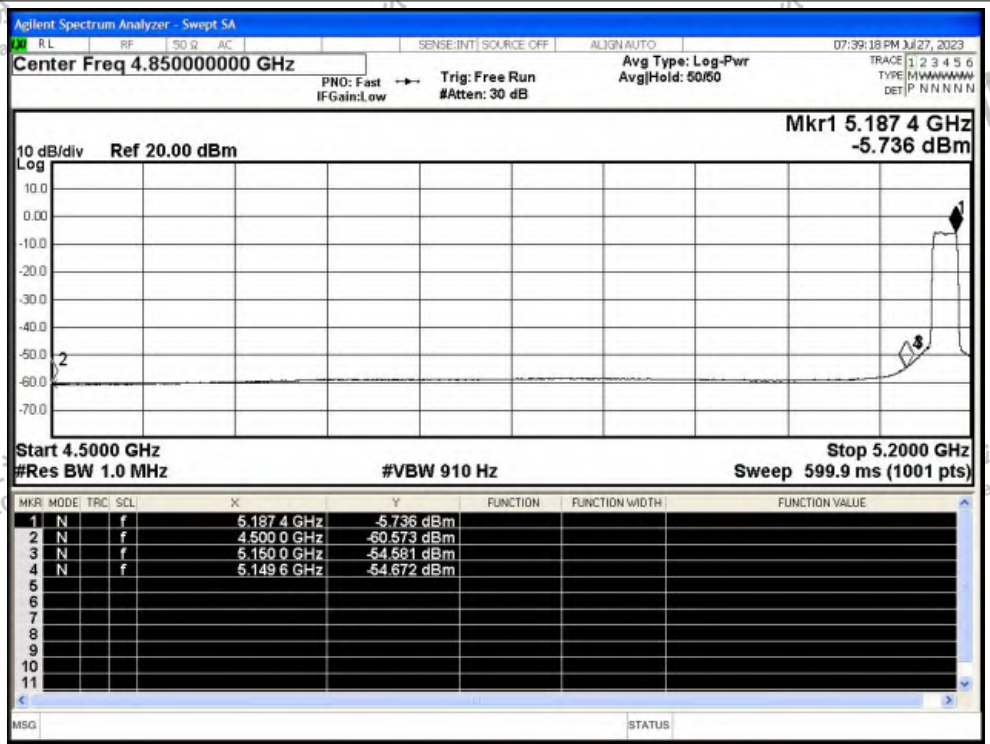 Agilent Spectrum Analyzer - Swept SA
RL RF 50 Ω AC SENSE:INT SOURCE OFF ALIGN AUTO 07:39:18 PM Jul 27, 2023
Center Freq 4.850000000 GHz Avg Type: Log-Pwr TRACE 1 2 3 4 5 6
PNO: Fast Trig: Free Run Avg|Hold: 50/50 TYPE MWWWWW
IFGain:Low #Atten: 30 dB DET P N N N N N
Mkr1 5.187 4 GHz
10 dB/div Ref 20.00 dBm -5.736 dBm
Log
10.0
0.00
-10.0
-20.0
-30.0
-40.0
-50.0
-60.0
-70.0
1
2
Start 4.5000 GHz Stop 5.2000 GHz
#Res BW 1.0 MHz #VBW 910 Hz Sweep 599.9 ms (1001 pts)
MKR MODE TRC SCL X Y FUNCTION FUNCTION WIDTH FUNCTION VALUE
1 N f 5.187 4 GHz -5.736 dBm
2 N f 4.500 0 GHz -60.573 dBm
3 N f 5.150 0 GHz -54.581 dBm
4 N f 5.149 6 GHz -54.672 dBm
5
6
7
8
9
10
11
MSG STATUS